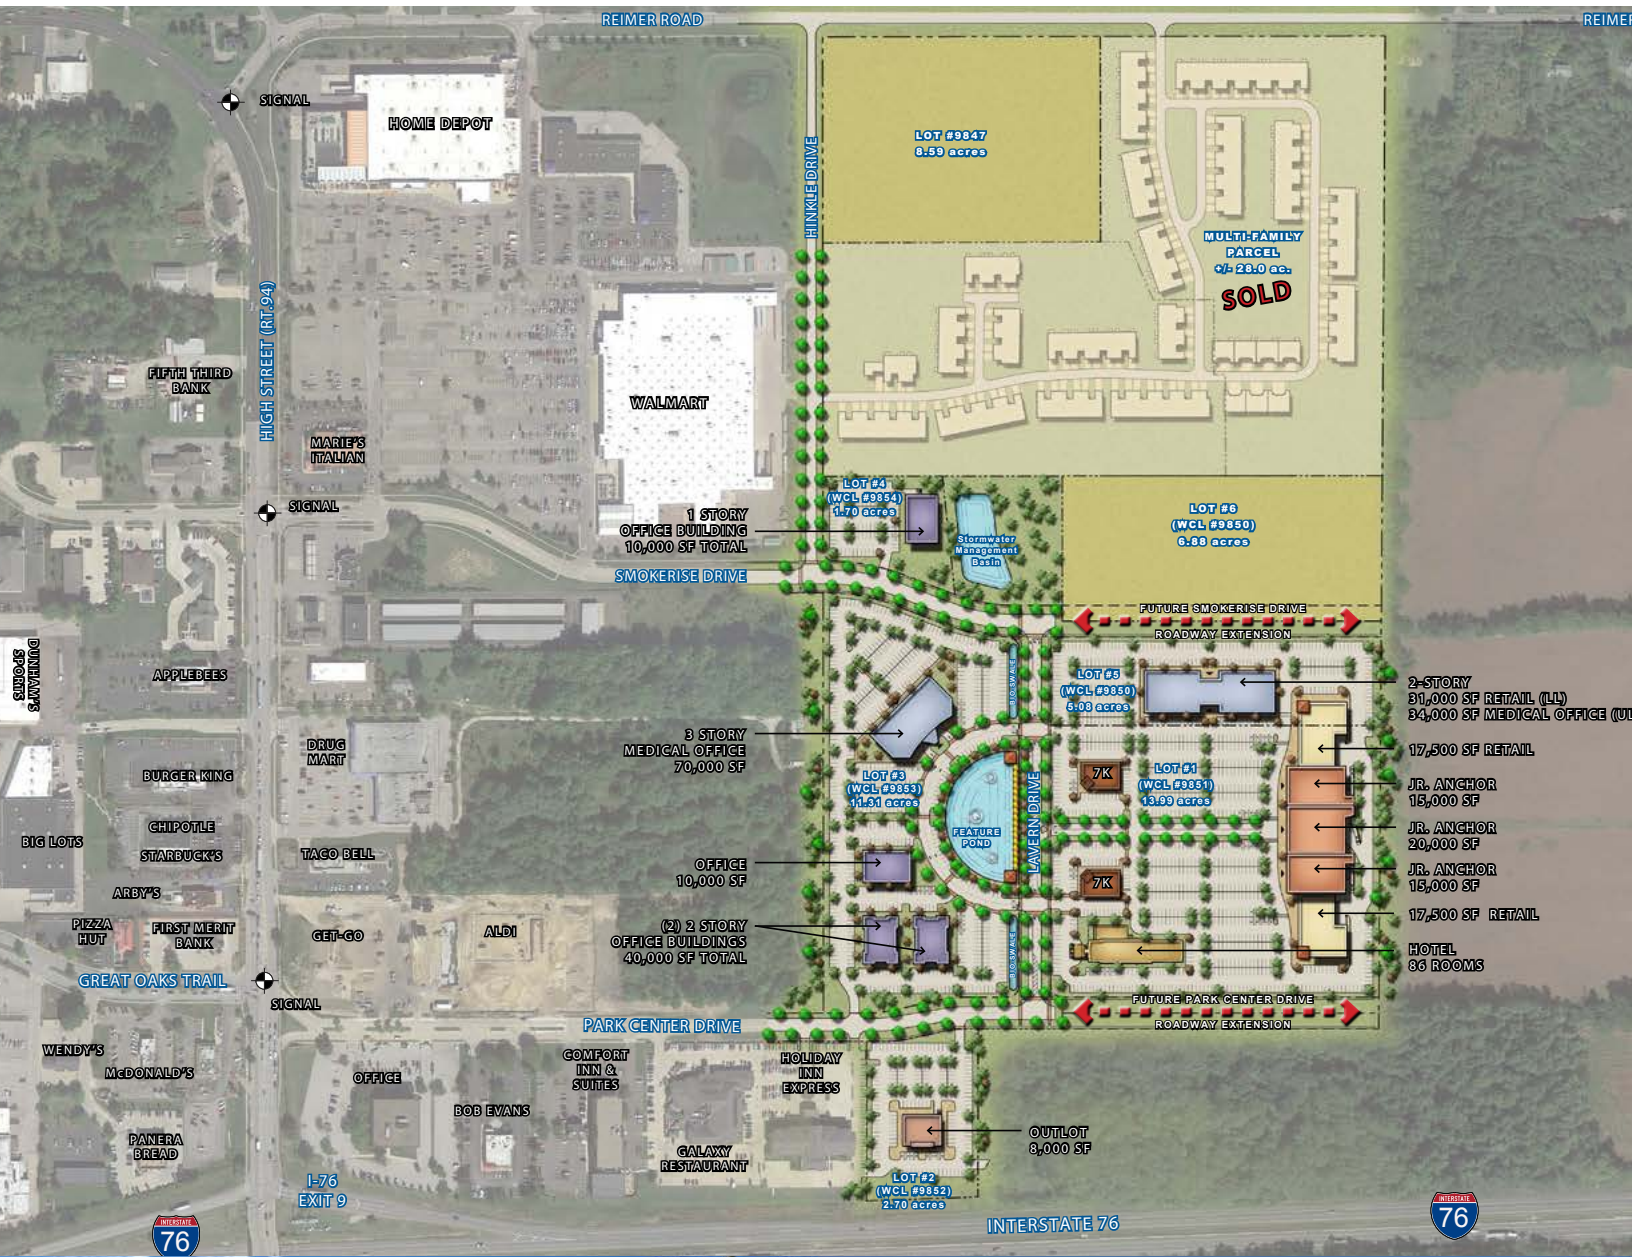 REIMER ROAD
REIMER
SIGNAL
HOME DEPOT
HINKLE DRIVE
LOT #9847
8.59 acres
MULTI-FAMILY
PARCEL
+/- 28.0 ac.
SOLD
HIGH STREET (RT.94)
FIFTH THIRD
BANK
WALMART
MARIE'S
ITALIAN
SIGNAL
LOT #4
(WCL #9854)
1.70 acres
1 STORY
OFFICE BUILDING
10,000 SF TOTAL
Stormwater
Management
Basin
LOT #6
(WCL #9850)
6.88 acres
SMOKERISE DRIVE
FUTURE SMOKERISE DRIVE
ROADWAY EXTENSION
DUNHAM'S
SPORTS
APPLEBEES
BIO SWALE
LOT #5
(WCL #9850)
5.08 acres
2-STORY
31,000 SF RETAIL (LL)
34,000 SF MEDICAL OFFICE (UL
3 STORY
MEDICAL OFFICE
70,000 SF
17,500 SF RETAIL
DRUG
MART
BURGER KING
LOT #3
(WCL #9853)
11.31 acres
7K
LOT #1
(WCL #9851)
13.99 acres
JR. ANCHOR
15,000 SF
LAVERN DRIVE
CHIPOTLE
JR. ANCHOR
20,000 SF
BIG LOTS
STARBUCK'S
TACO BELL
FEATURE
POND
OFFICE
10,000 SF
JR. ANCHOR
15,000 SF
ARBY'S
7K
PIZZA
HUT
FIRST MERIT
BANK
GET-GO
ALDI
(2) 2 STORY
OFFICE BUILDINGS
40,000 SF TOTAL
17,500 SF RETAIL
BIO SWALE
HOTEL
86 ROOMS
GREAT OAKS TRAIL
SIGNAL
FUTURE PARK CENTER DRIVE
ROADWAY EXTENSION
PARK CENTER DRIVE
WENDY'S
McDONALD'S
OFFICE
COMFORT
INN &
SUITES
HOLIDAY
INN
EXPRESS
BOB EVANS
PANERA
BREAD
GALAXY
RESTAURANT
OUTLOT
8,000 SF
I-76
EXIT 9
LOT #2
(WCL #9852)
2.70 acres
INTERSTATE 76
INTERSTATE
76
INTERSTATE
76